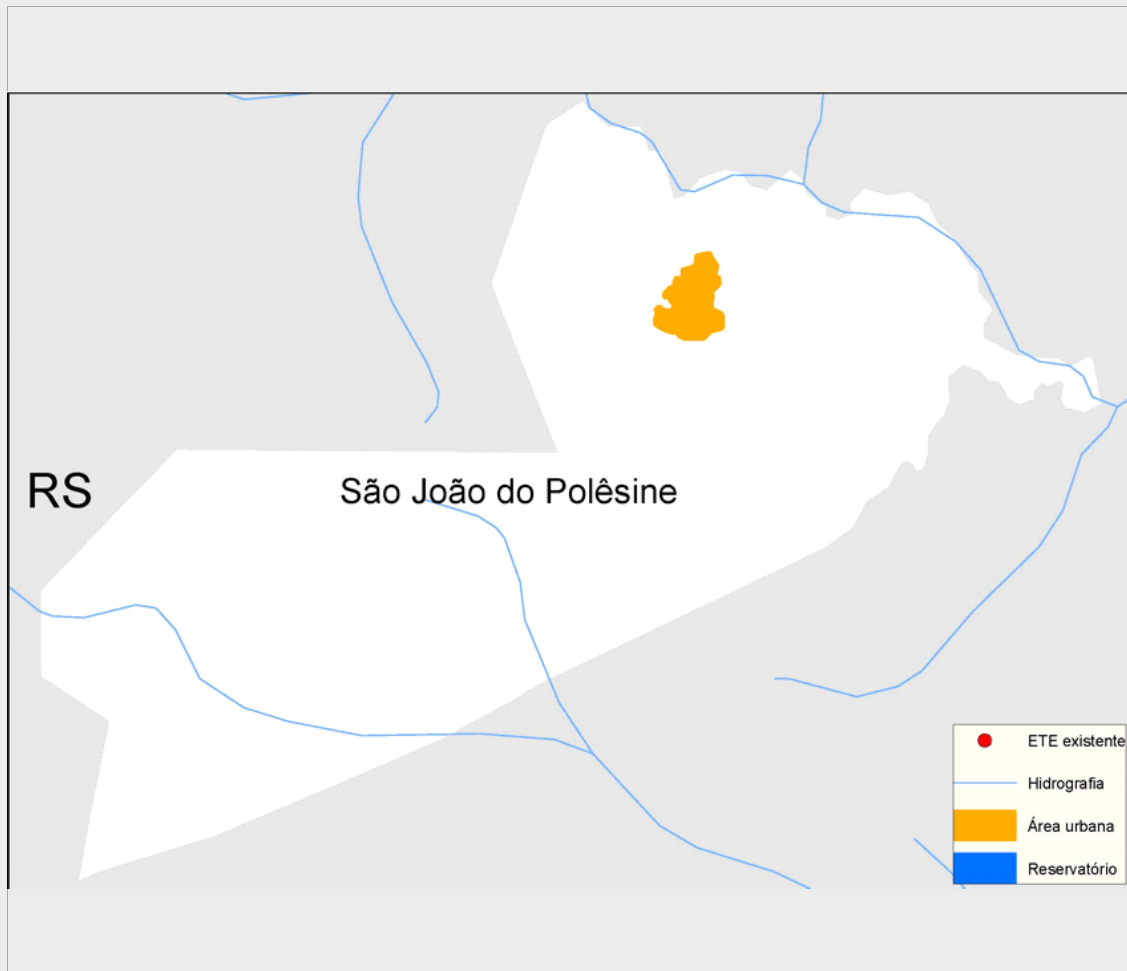 RS
São João do Polêsine
ETE existente
Hidrografia
Área urbana
Reservatório